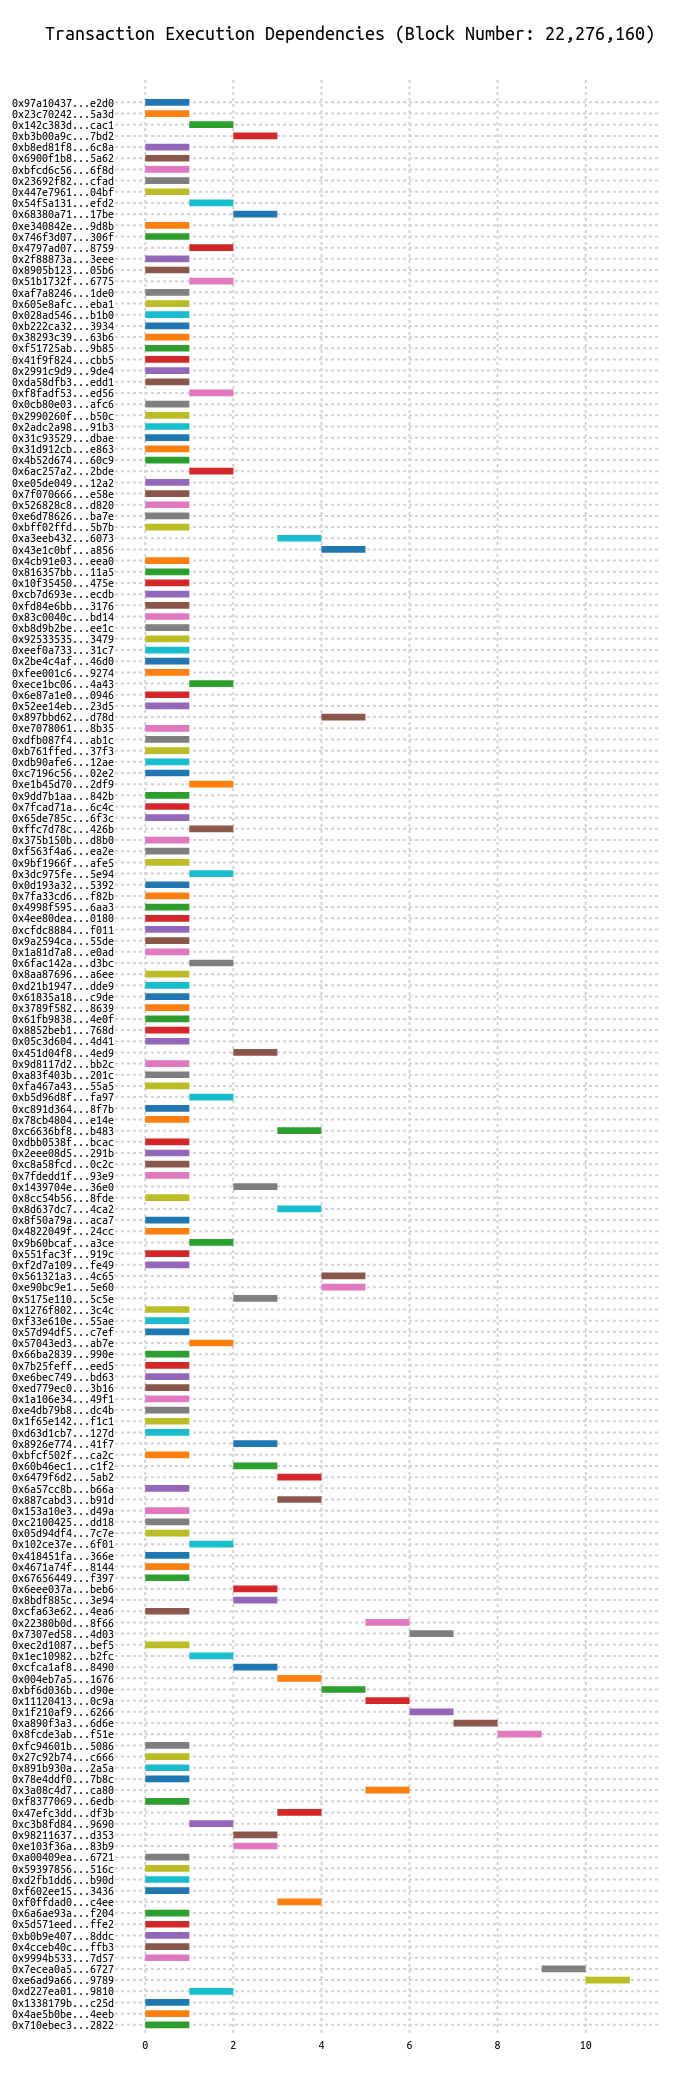 Transaction Execution Dependencies (Block Number: 22,276,160)
0x97a10437...e2d0
0x23c70242...5a3d
0x142c383d...cac1
0xb3b00a9c...7bd2
0xb8ed81f8...6c8a
0x6900f1b8...5a62
0xbfcd6c56...6f8d
0x23692f82...cfad
0x447e7961...04bf
0x54f5a131...efd2
0x68380a71...17be
0xe340842e...9d8b
0x746f3d07...306f
0x4797ad07...8759
0x2f88873a...3eee
0x8905b123...05b6
0x51b1732f...6775
0xaf7a8246...1de0
0x605e8afc...eba1
0x028ad546...b1b0
0xb222ca32...3934
0x38293c39...63b6
0xf51725ab...9b85
0x41f9f824...cbb5
0x2991c9d9...9de4
0xda58dfb3...edd1
0xf8fadf53...ed56
0x0cb80e03...afc6
0x2990260f...b50c
0x2adc2a98...91b3
0x31c93529...dbae
0x31d912cb...e863
0x4b52d674...60c9
0x6ac257a2...2bde
0xe05de049...12a2
0x7f070666...e58e
0x526828c8...d820
0xe6d78626...ba7e
0xbff02ffd...5b7b
0xa3eeb432...6073
0x43e1c0bf...a856
0x4cb91e03...eea0
0x816357bb...11a5
0x10f35450...475e
0xcb7d693e...ecdb
0xfd84e6bb...3176
0x83c0040c...bd14
0xb8d9b2be...ee1c
0x92533535...3479
0xeef0a733...31c7
0x2be4c4af...46d0
0xfee001c6...9274
0xece1bc06...4a43
0x6e87a1e0...0946
0x52ee14eb...23d5
0x897bbd62...d78d
0xe7078061...8b35
0xdfb087f4...ab1c
0xb761ffed...37f3
0xdb90afe6...12ae
0xc7196c56...02e2
0xe1b45d70...2df9
0x9dd7b1aa...842b
0x7fcad71a...6c4c
0x65de785c...6f3c
0xffc7d78c...426b
0x375b150b...d8b0
0xf563f4a6...ea2e
0x9bf1966f...afe5
0x3dc975fe...5e94
0x0d193a32...5392
0x7fa33cd6...f82b
0x4998f595...6aa3
0x4ee80dea...0180
0xcfdc8884...f011
0x9a2594ca...55de
0x1a81d7a8...e0ad
0x6fac142a...d3bc
0x8aa87696...a6ee
0xd21b1947...dde9
0x61835a18...c9de
0x3789f582...8639
0x61fb9838...4e0f
0x8852beb1...768d
0x05c3d604...4d41
0x451d04f8...4ed9
0x9d8117d2...bb2c
0xa83f403b...201c
0xfa467a43...55a5
0xb5d96d8f...fa97
0xc891d364...8f7b
0x78cb4804...e14e
0xc6636bf8...b483
0xdbb0538f...bcac
0x2eee08d5...291b
0xc8a58fcd...0c2c
0x7fdedd1f...93e9
0x1439704e...36e0
0x8cc54b56...8fde
0x8d637dc7...4ca2
0x8f50a79a...aca7
0x4822049f...24cc
0x9b60bcaf...a3ce
0x551fac3f...919c
0xf2d7a109...fe49
0x561321a3...4c65
0xe90bc9e1...5e60
0x5175e110...5c5e
0x1276f802...3c4c
0xf33e610e...55ae
0x57d94df5...c7ef
0x57043ed3...ab7e
0x66ba2839...990e
0x7b25feff...eed5
0xe6bec749...bd63
0xed779ec0...3b16
0x1a106e34...49f1
0xe4db79b8...dc4b
0x1f65e142...f1c1
0xd63d1cb7...127d
0x8926e774...41f7
0xbfcf502f...ca2c
0x60b46ec1...c1f2
0x6479f6d2...5ab2
0x6a57cc8b...b66a
0x887cabd3...b91d
0x153a10e3...d49a
0xc2100425...dd18
0x05d94df4...7c7e
0x102ce37e...6f01
0x418451fa...366e
0x4671a74f...8144
0x67656449...f397
0x6eee037a...beb6
0x8bdf885c...3e94
0xcfa63e62...4ea6
0x22380b0d...8f66
0x7307ed58...4d03
0xec2d1087...bef5
0x1ec10982...b2fc
0xcfca1af8...8490
0x004eb7a5...1676
0xbf6d036b...d90e
0x11120413...0c9a
0x1f210af9...6266
0xa890f3a3...6d6e
0x8fcde3ab...f51e
0xfc94601b...5086
0x27c92b74...c666
0x891b930a...2a5a
0x78e4ddf0...7b8c
0x3a08c4d7...ca80
0xf8377069...6edb
0x47efc3dd...df3b
0xc3b8fd84...9690
0x98211637...d353
0xe103f36a...83b9
0xa00409ea...6721
0x59397856...516c
0xd2fb1dd6...b90d
0xf602ee15...3436
0xf0ffdad0...c4ee
0x6a6ae93a...f204
0x5d571eed...ffe2
0xb0b9e407...8ddc
0x4cceb40c...ffb3
0x9994b533...7d57
0x7ecea0a5...6727
0xe6ad9a66...9789
0xd227ea01...9810
0x1338179b...c25d
0x4ae5b0be...4eeb
0x710ebec3...2822
0 2 4 6 8 10